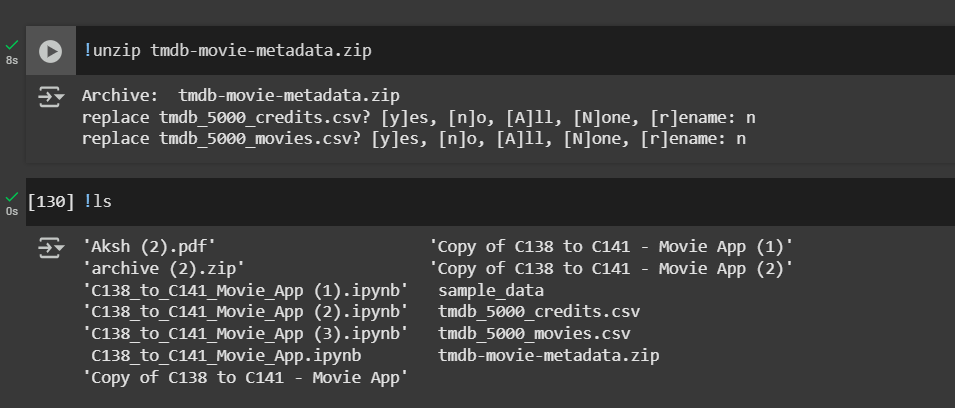 8s
!unzip tmdb-movie-metadata.zip
Archive:  tmdb-movie-metadata.zip
replace tmdb_5000_credits.csv? [y]es, [n]o, [A]ll, [N]one, [r]ename: n
replace tmdb_5000_movies.csv? [y]es, [n]o, [A]ll, [N]one, [r]ename: n
0s
[130] !ls
'Aksh (2).pdf' 'Copy of C138 to C141 - Movie App (1)'
'archive (2).zip' 'Copy of C138 to C141 - Movie App (2)'
'C138_to_C141_Movie_App (1).ipynb' sample_data
'C138_to_C141_Movie_App (2).ipynb' tmdb_5000_credits.csv
'C138_to_C141_Movie_App (3).ipynb' tmdb_5000_movies.csv
C138_to_C141_Movie_App.ipynb tmdb-movie-metadata.zip
'Copy of C138 to C141 - Movie App'